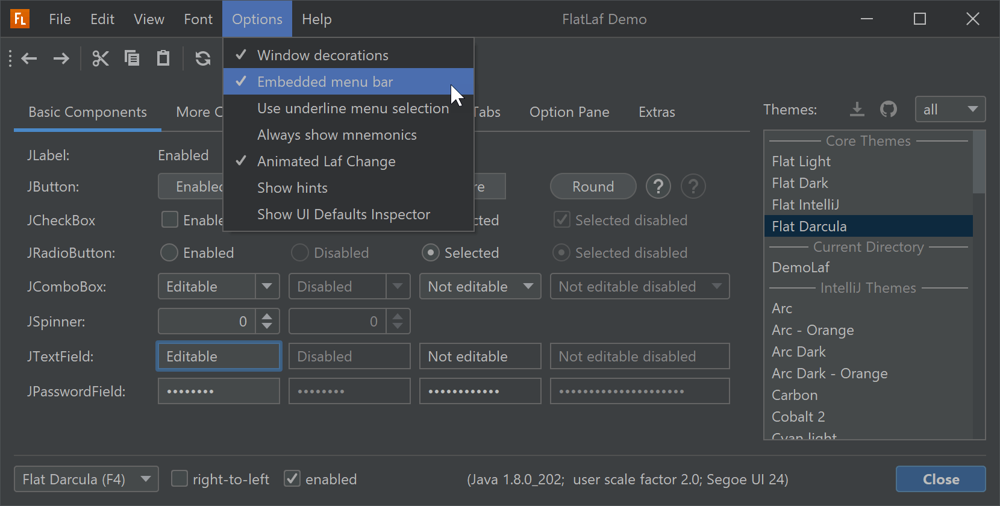 FL File Edit View Font Options Help FlatLaf Demo
Window decorations
Embedded menu bar
Use underline menu selection
Always show mnemonics
Animated Laf Change
Show hints
Show UI Defaults Inspector
Basic Components More C Tabs Option Pane Extras
JLabel: Enabled
JButton: Enabled re Round ? ?
JCheckBox Enable cted Selected disabled
JRadioButton: Enabled Disabled Selected Selected disabled
JComboBox: Editable Disabled Not editable Not editable disabled
JSpinner: 0 0
JTextField: Editable Disabled Not editable Not editable disabled
JPasswordField: •••••••• •••••••• •••••••••••• •••••••••••••••••••••
Themes: all
Core Themes
Flat Light
Flat Dark
Flat IntelliJ
Flat Darcula
Current Directory
DemoLaf
IntelliJ Themes
Arc
Arc - Orange
Arc Dark
Arc Dark - Orange
Carbon
Cobalt 2
Cyan light
Flat Darcula (F4) right-to-left enabled (Java 1.8.0_202; user scale factor 2.0; Segoe UI 24) Close